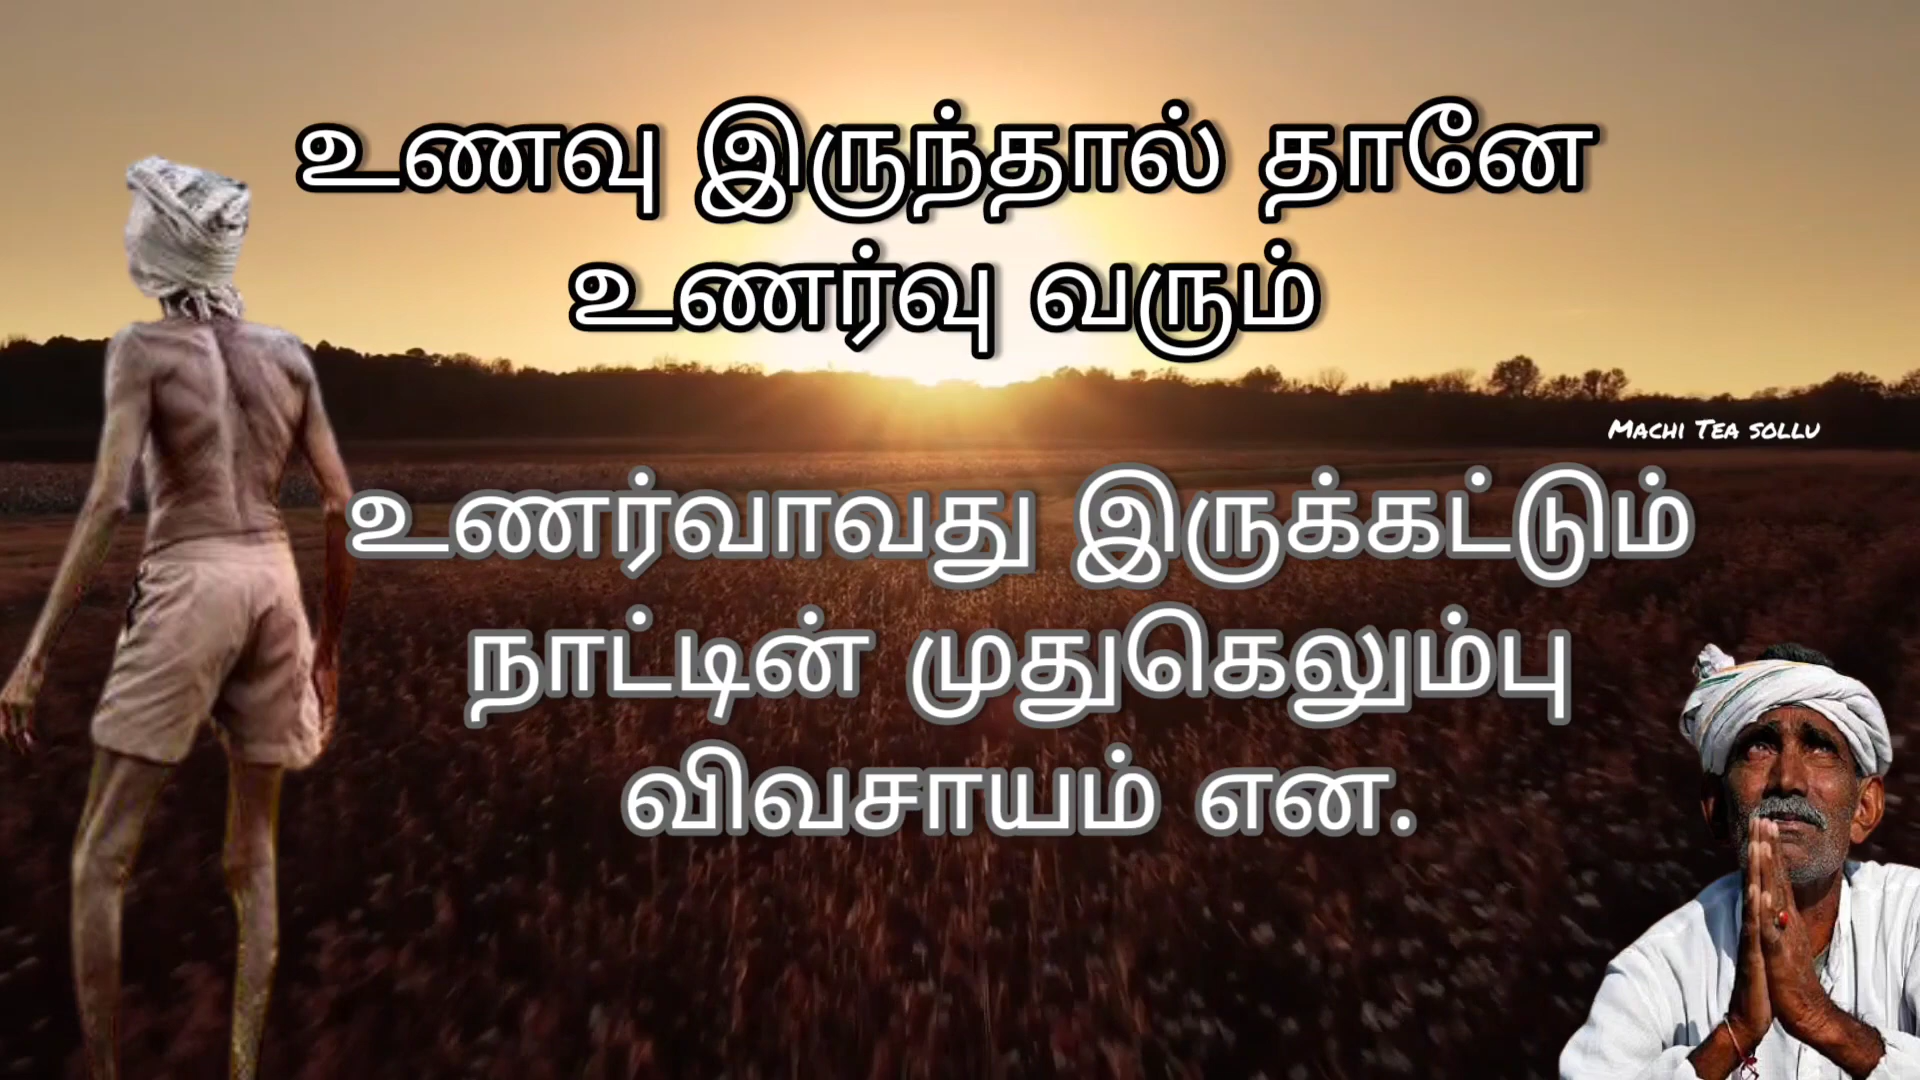 உணவு இருந்தால் தானே
உணர்வு வரும்
Machi Tea sollu
உணர்வாவது இருக்கட்டும்
நாட்டின் முதுகெலும்பு
விவசாயம் என.